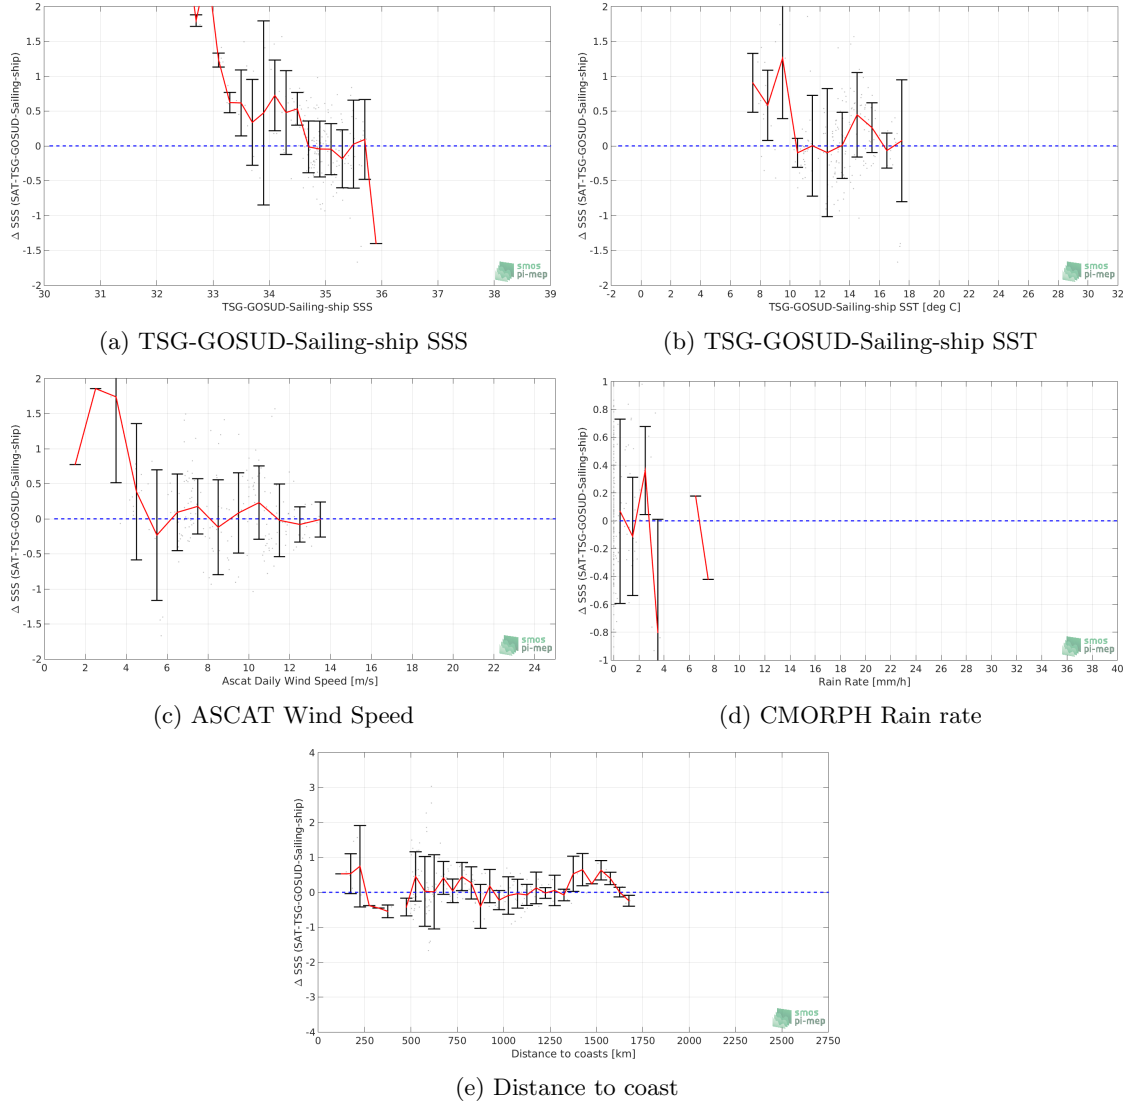 2
1.5
1
0.5
0
-0.5
-1
-1.5
-2
Δ SSS (SAT-TSG-GOSUD-Sailing-ship)
30 31 32 33 34 35 36 37 38 39
TSG-GOSUD-Sailing-ship SSS
smos
pi-mep
(a) TSG-GOSUD-Sailing-ship SSS
2
1.5
1
0.5
0
-0.5
-1
-1.5
-2
Δ SSS (SAT-TSG-GOSUD-Sailing-ship)
-2 0 2 4 6 8 10 12 14 16 18 20 22 24 26 28 30 32
TSG-GOSUD-Sailing-ship SST [deg C]
smos
pi-mep
(b) TSG-GOSUD-Sailing-ship SST
2
1.5
1
0.5
0
-0.5
-1
-1.5
-2
Δ SSS (SAT-TSG-GOSUD-Sailing-ship)
0 2 4 6 8 10 12 14 16 18 20 22 24
Ascat Daily Wind Speed [m/s]
smos
pi-mep
(c) ASCAT Wind Speed
1
0.8
0.6
0.4
0.2
0
-0.2
-0.4
-0.6
-0.8
-1
Δ SSS (SAT-TSG-GOSUD-Sailing-ship)
0 2 4 6 8 10 12 14 16 18 20 22 24 26 28 30 32 34 36 38 40
Rain Rate [mm/h]
smos
pi-mep
(d) CMORPH Rain rate
4
3
2
1
0
-1
-2
-3
-4
Δ SSS (SAT-TSG-GOSUD-Sailing-ship)
0 250 500 750 1000 1250 1500 1750 2000 2250 2500 2750
Distance to coasts [km]
smos
pi-mep
(e) Distance to coast